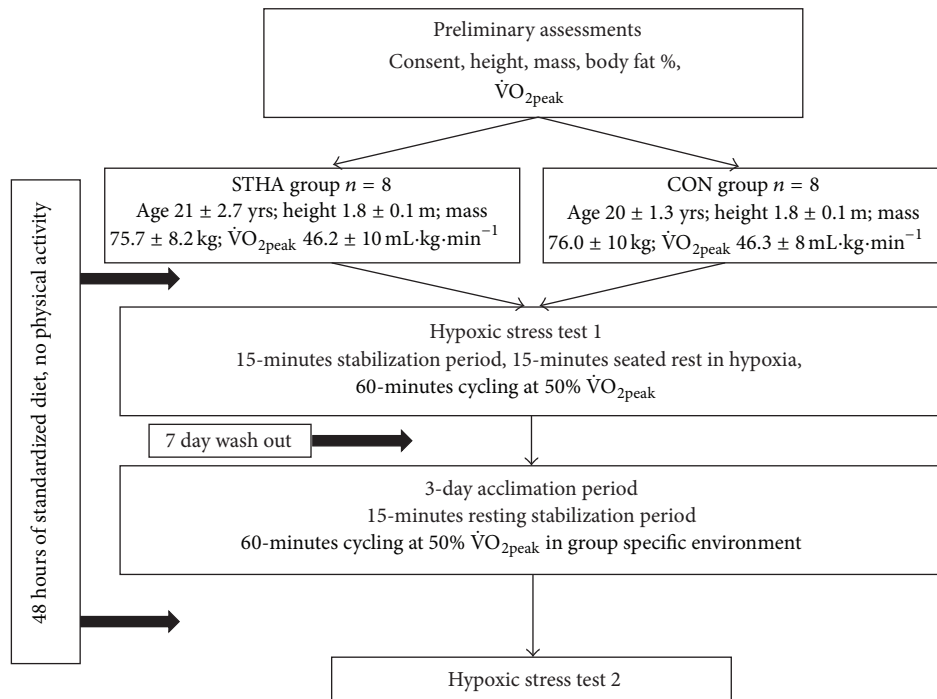 Preliminary assessments
Consent, height, mass, body fat %,
V̇O2peak
STHA group n = 8
Age 21 ± 2.7 yrs; height 1.8 ± 0.1 m; mass
75.7 ± 8.2 kg; V̇O2peak 46.2 ± 10 mL·kg·min−1
CON group n = 8
Age 20 ± 1.3 yrs; height 1.8 ± 0.1 m; mass
76.0 ± 10 kg; V̇O2peak 46.3 ± 8 mL·kg·min−1
48 hours of standardized diet, no physical activity
Hypoxic stress test 1
15-minutes stabilization period, 15-minutes seated rest in hypoxia,
60-minutes cycling at 50% V̇O2peak
7 day wash out
3-day acclimation period
15-minutes resting stabilization period
60-minutes cycling at 50% V̇O2peak in group specific environment
Hypoxic stress test 2